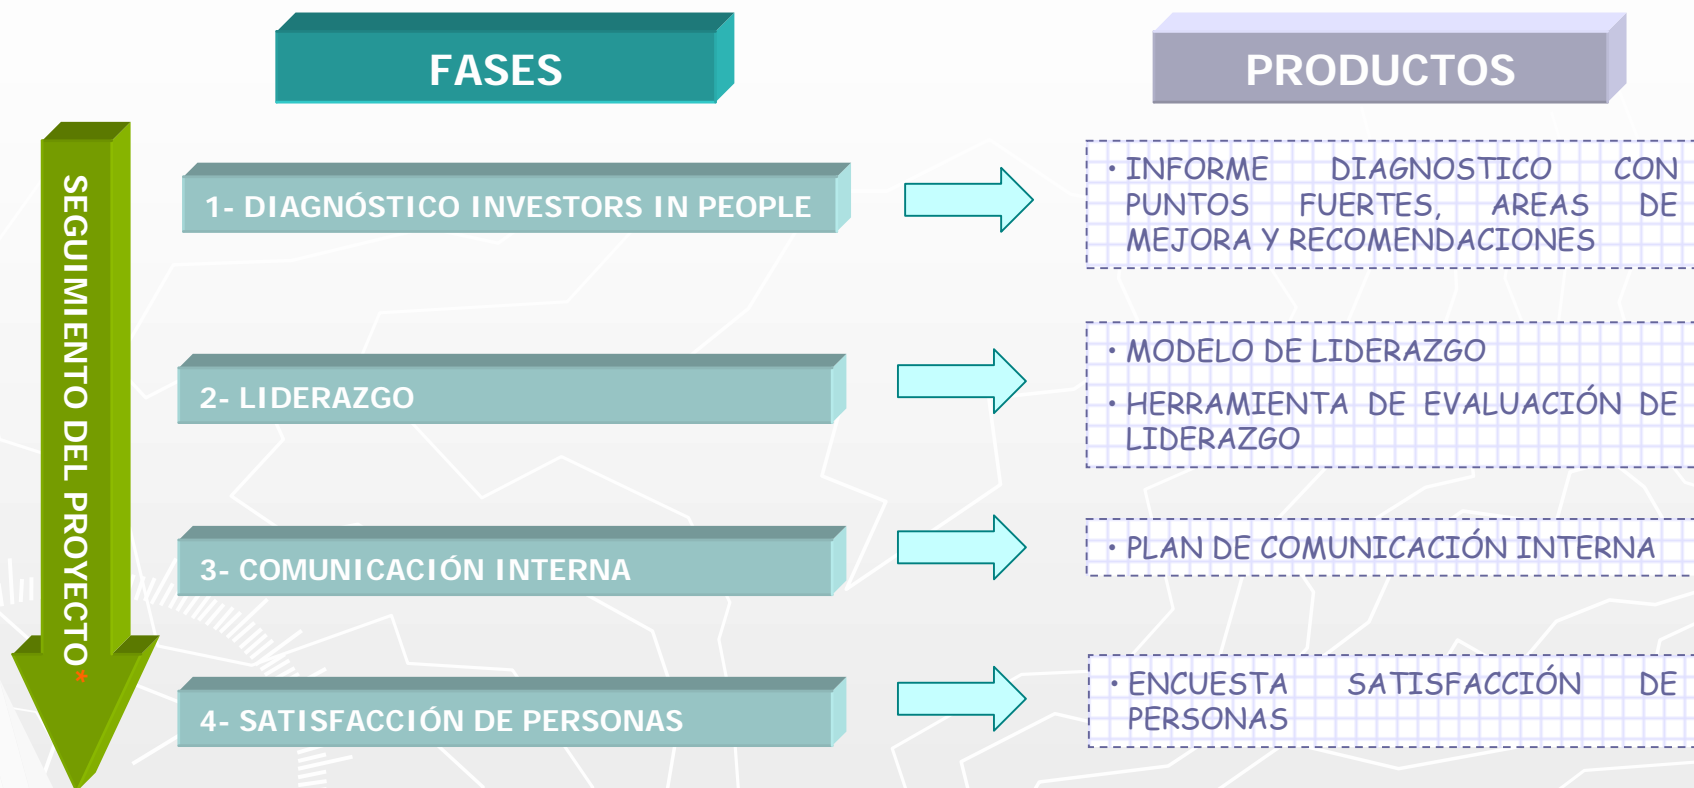 FASES
PRODUCTOS
SEGUIMIENTO DEL PROYECTO*
1- DIAGNÓSTICO INVESTORS IN PEOPLE
• INFORME DIAGNOSTICO CON
PUNTOS FUERTES, AREAS DE
MEJORA Y RECOMENDACIONES
2- LIDERAZGO
• MODELO DE LIDERAZGO
• HERRAMIENTA DE EVALUACIÓN DE
LIDERAZGO
3- COMUNICACIÓN INTERNA
• PLAN DE COMUNICACIÓN INTERNA
4- SATISFACCIÓN DE PERSONAS
• ENCUESTA SATISFACCIÓN DE
PERSONAS